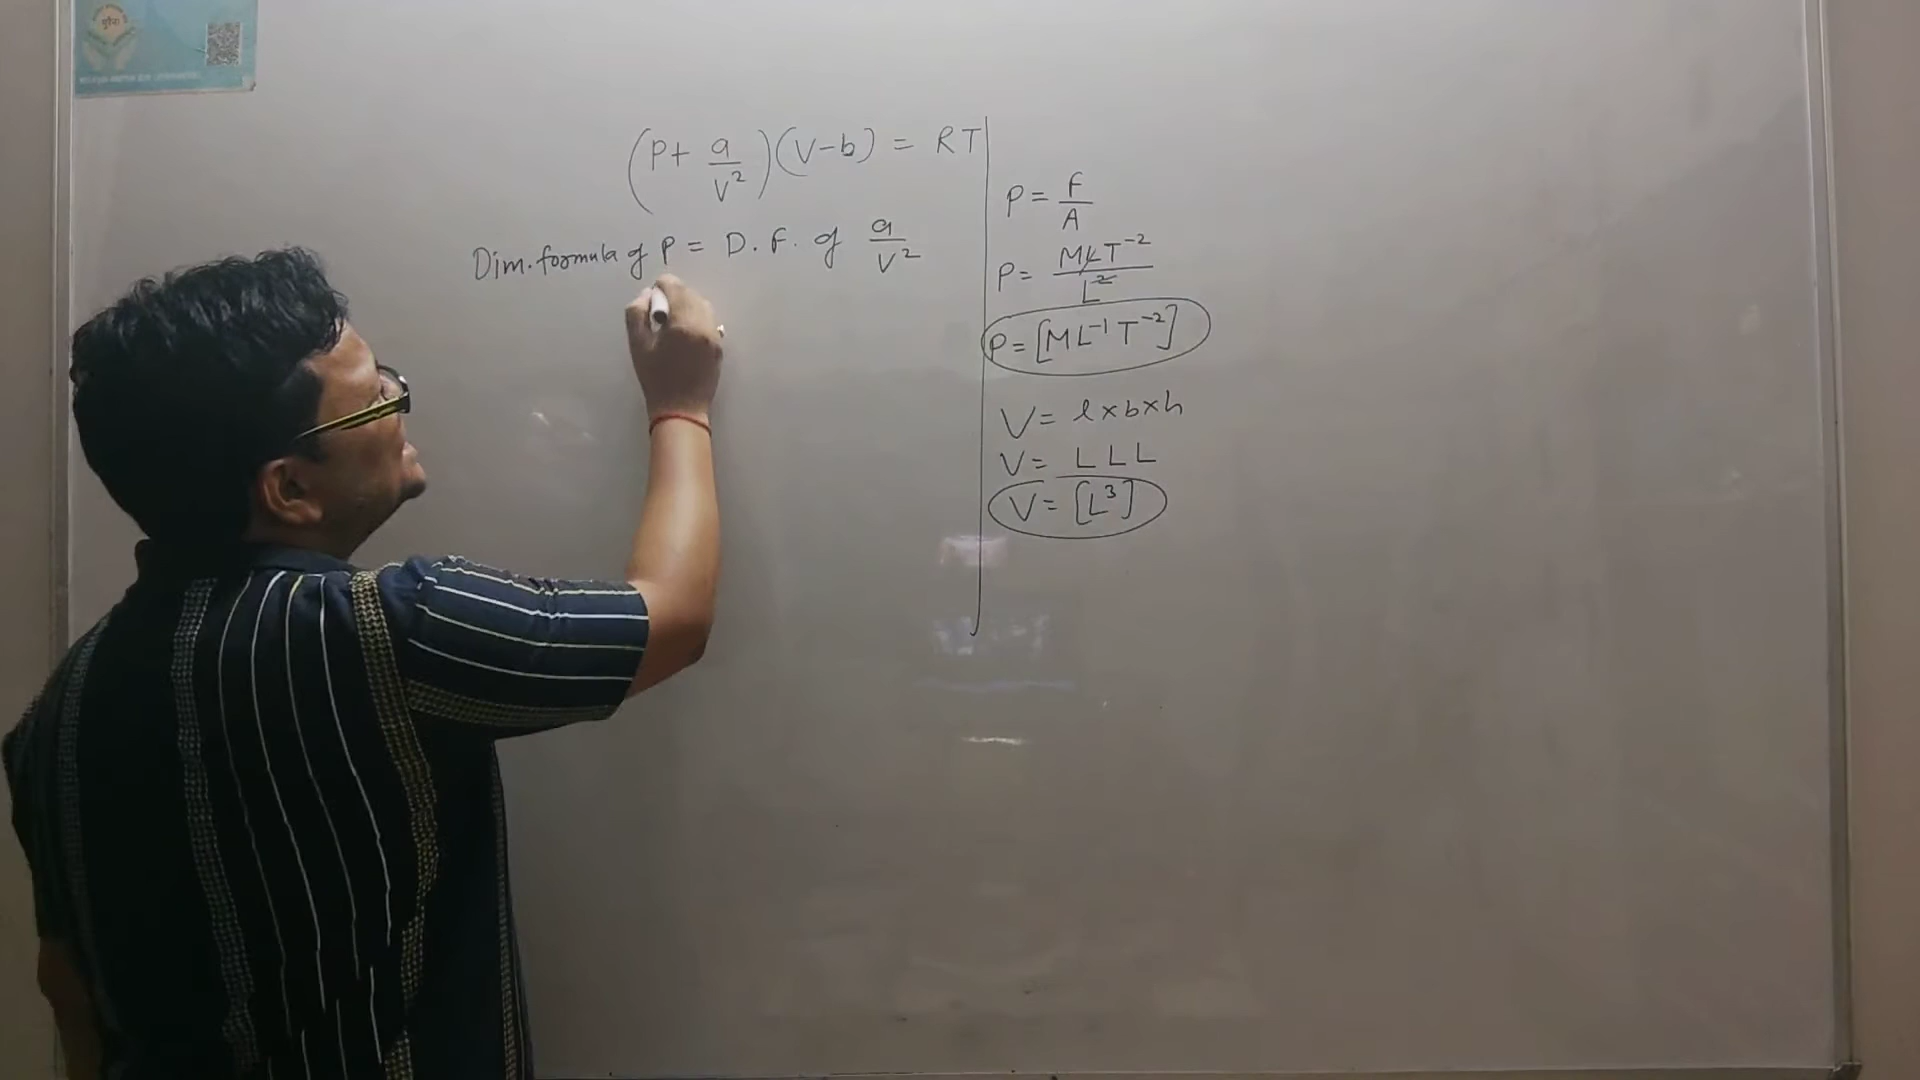 (P + a/V²)(V-b) = RT
Dim. formula of P = D.F. of a/V²
P = F/A
P = MLT⁻²/L²
P = [ML⁻¹T⁻²]
V = l×b×h
V = L L L
V = [L³]